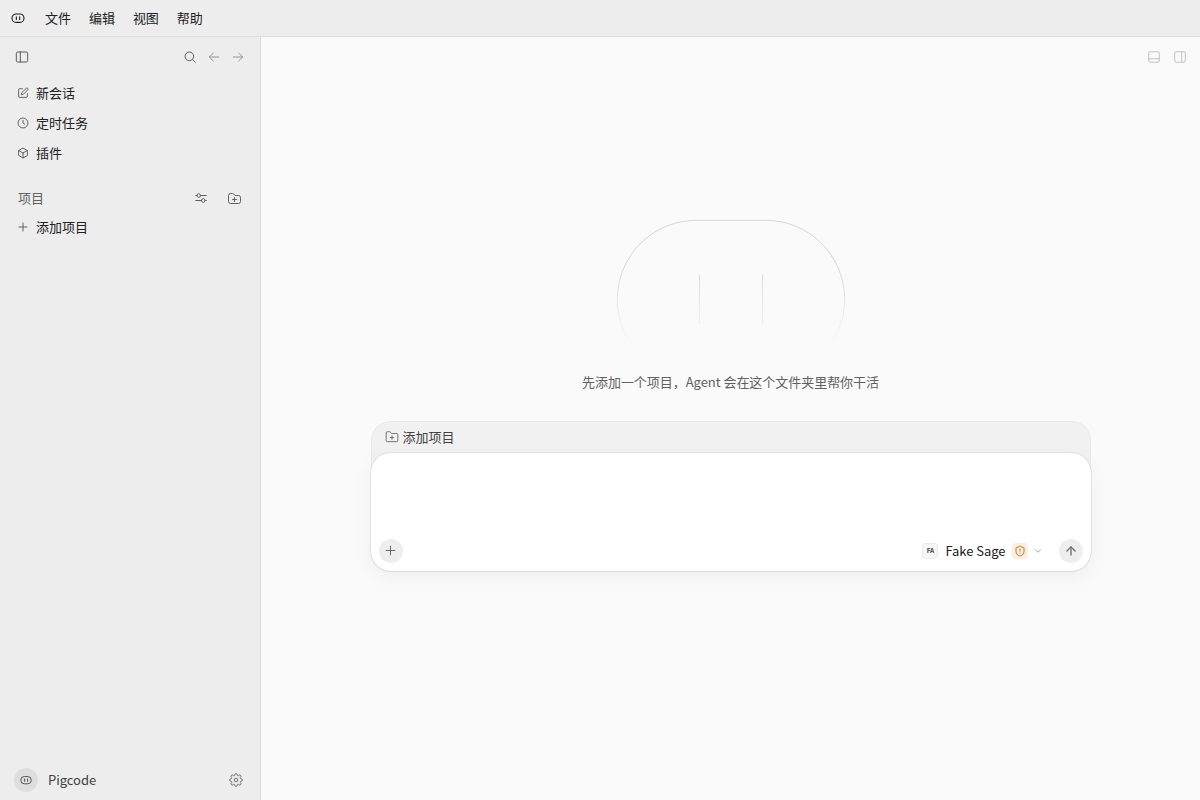 文件 编辑 视图 帮助
新会话
定时任务
插件
项目
添加项目
先添加一个项目，Agent 会在这个文件夹里帮你干活
添加项目
FA Fake Sage
Pigcode